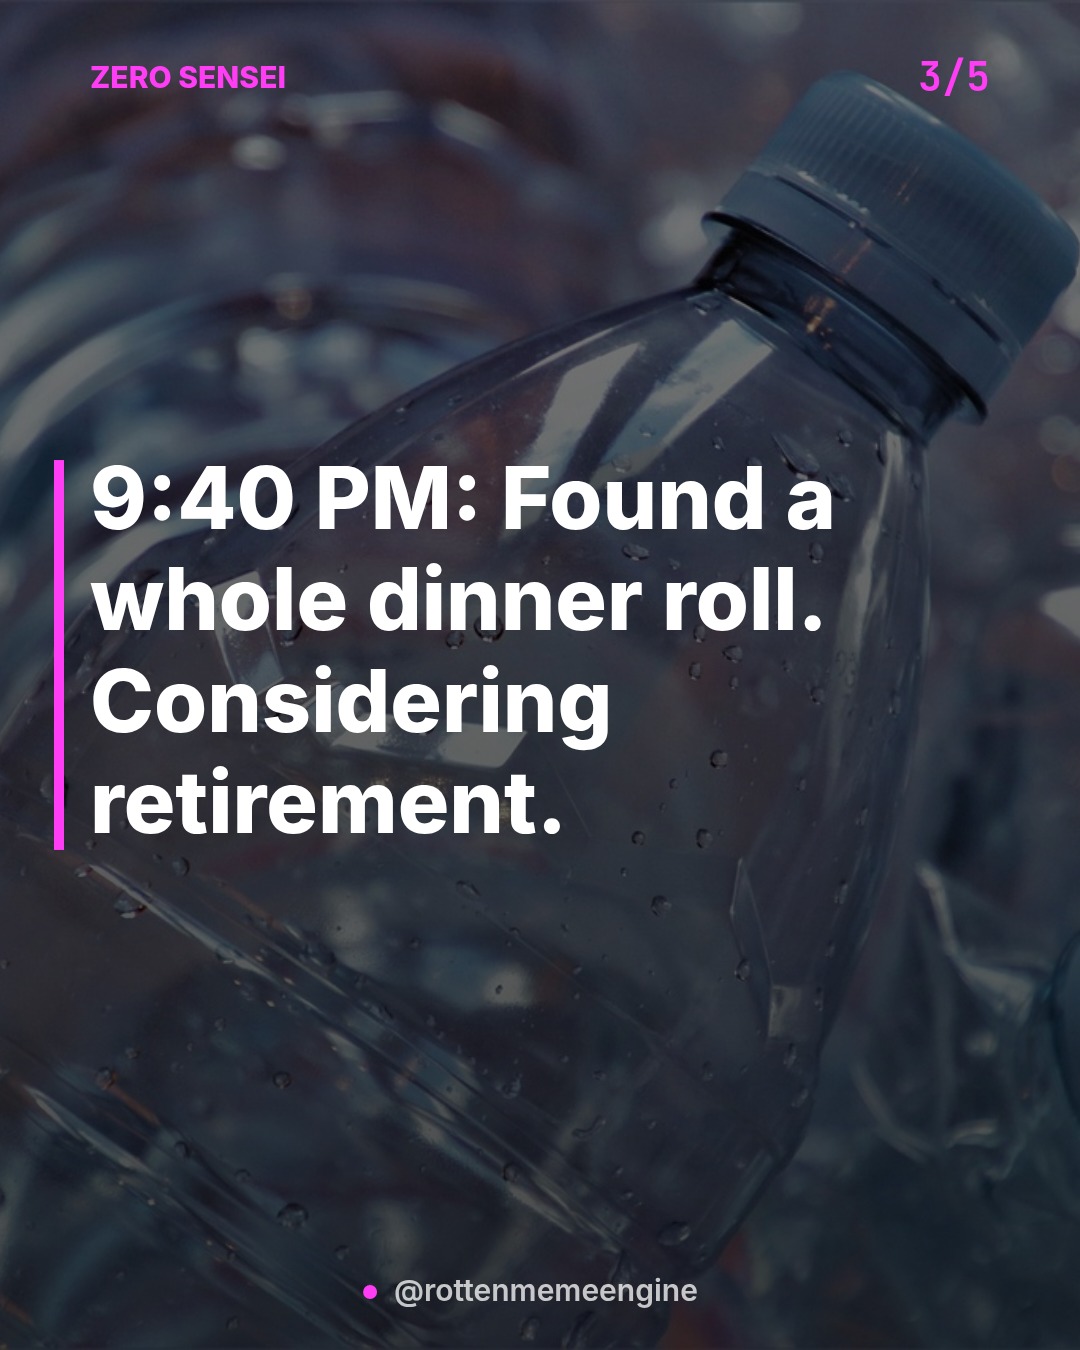 ZERO SENSEI
3/5
9:40 PM: Found a
whole dinner roll.
Considering
retirement.
@rottenmemeengine